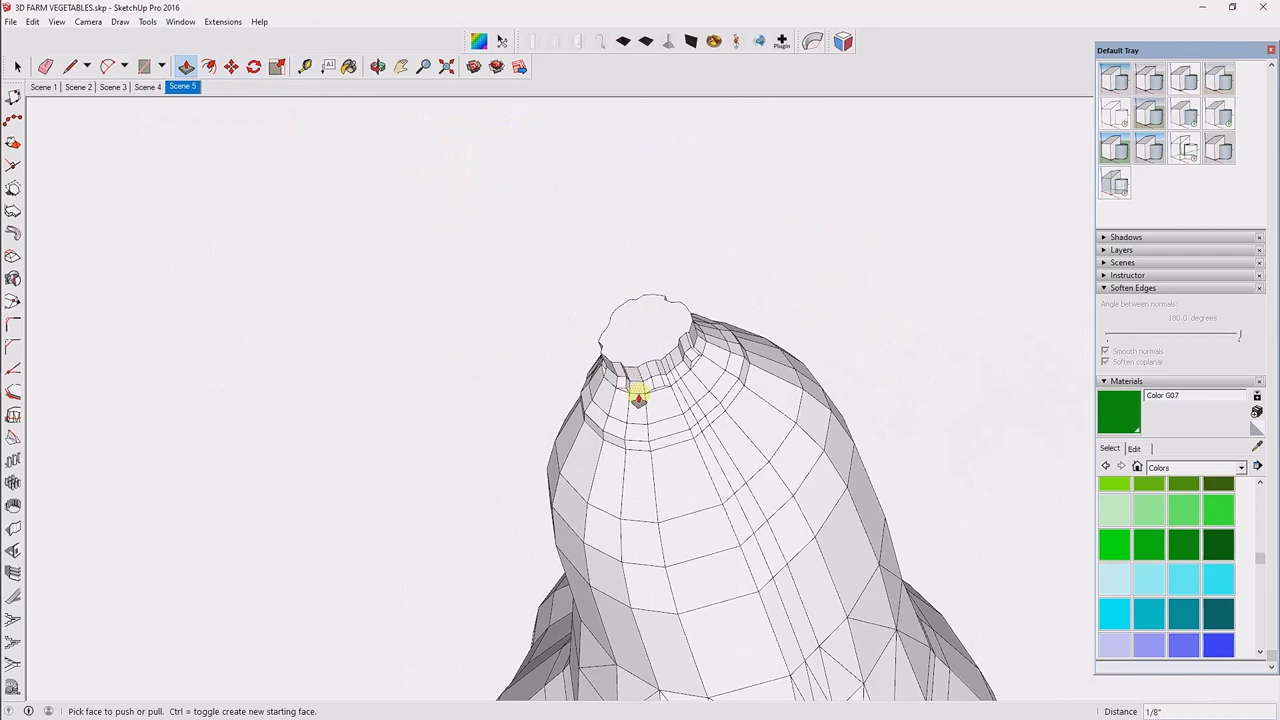 3D FARM VEGETABLES.skp - SketchUp Pro 2016
File Edit View Camera Draw Tools Window Extensions Help
Default Tray
Plugin
Scene 1 Scene 2 Scene 3 Scene 4 Scene 5
Shadows
Layers
Scenes
Instructor
Soften Edges
Angle between normals:
180.0 degrees
Smooth normals
Soften coplanar
Materials
Color G07
Select Edit
Colors
Pick face to push or pull. Ctrl = toggle create new starting face.
Distance 1/8"